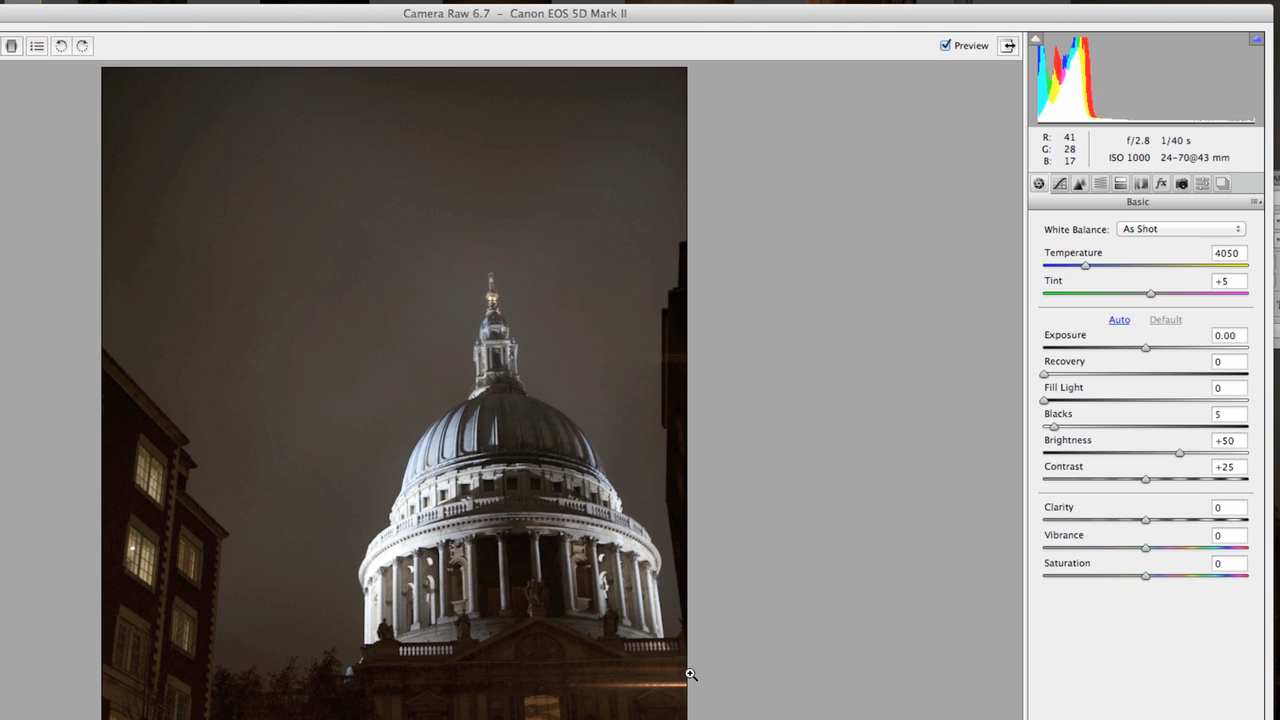 Camera Raw 6.7 – Canon EOS 5D Mark II
Preview
R: 41
G: 28
B: 17
f/2.8 1/40 s
ISO 1000 24-70@43 mm
fx
Basic
White Balance: As Shot
Temperature 4050
Tint +5
Auto Default
Exposure 0.00
Recovery 0
Fill Light 0
Blacks 5
Brightness +50
Contrast +25
Clarity 0
Vibrance 0
Saturation 0